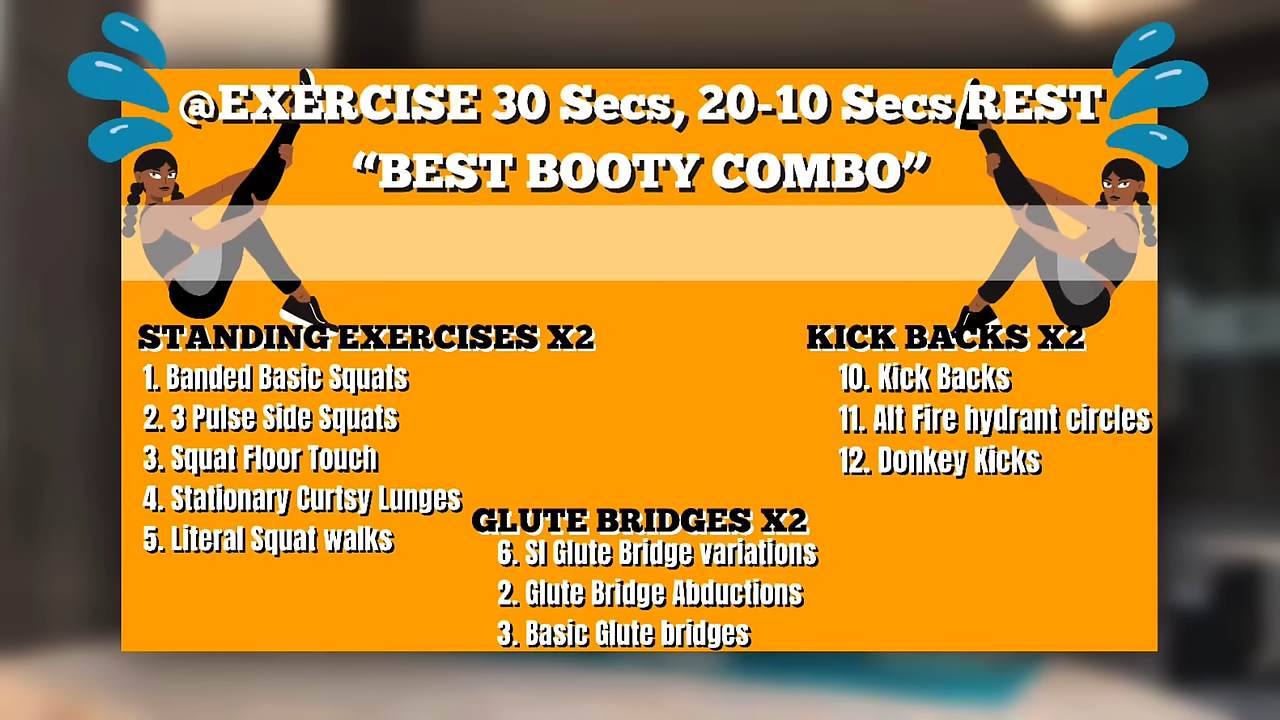 @EXERCISE 30 Secs, 20-10 Secs/REST
“BEST BOOTY COMBO”
STANDING EXERCISES X2
1. Banded Basic Squats
2. 3 Pulse Side Squats
3. Squat Floor Touch
4. Stationary Curtsy Lunges
5. Literal Squat walks
GLUTE BRIDGES X2
6. Sl Glute Bridge variations
2. Glute Bridge Abductions
3. Basic Glute bridges
KICK BACKS X2
10. Kick Backs
11. Alt Fire hydrant circles
12. Donkey Kicks